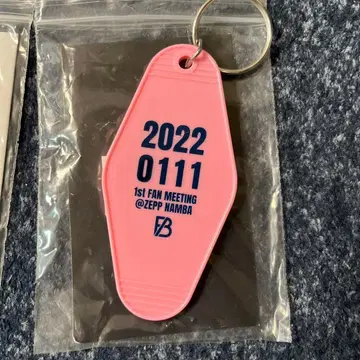 2022
0111
1st FAN MEETING
@ZEPP NAMBA